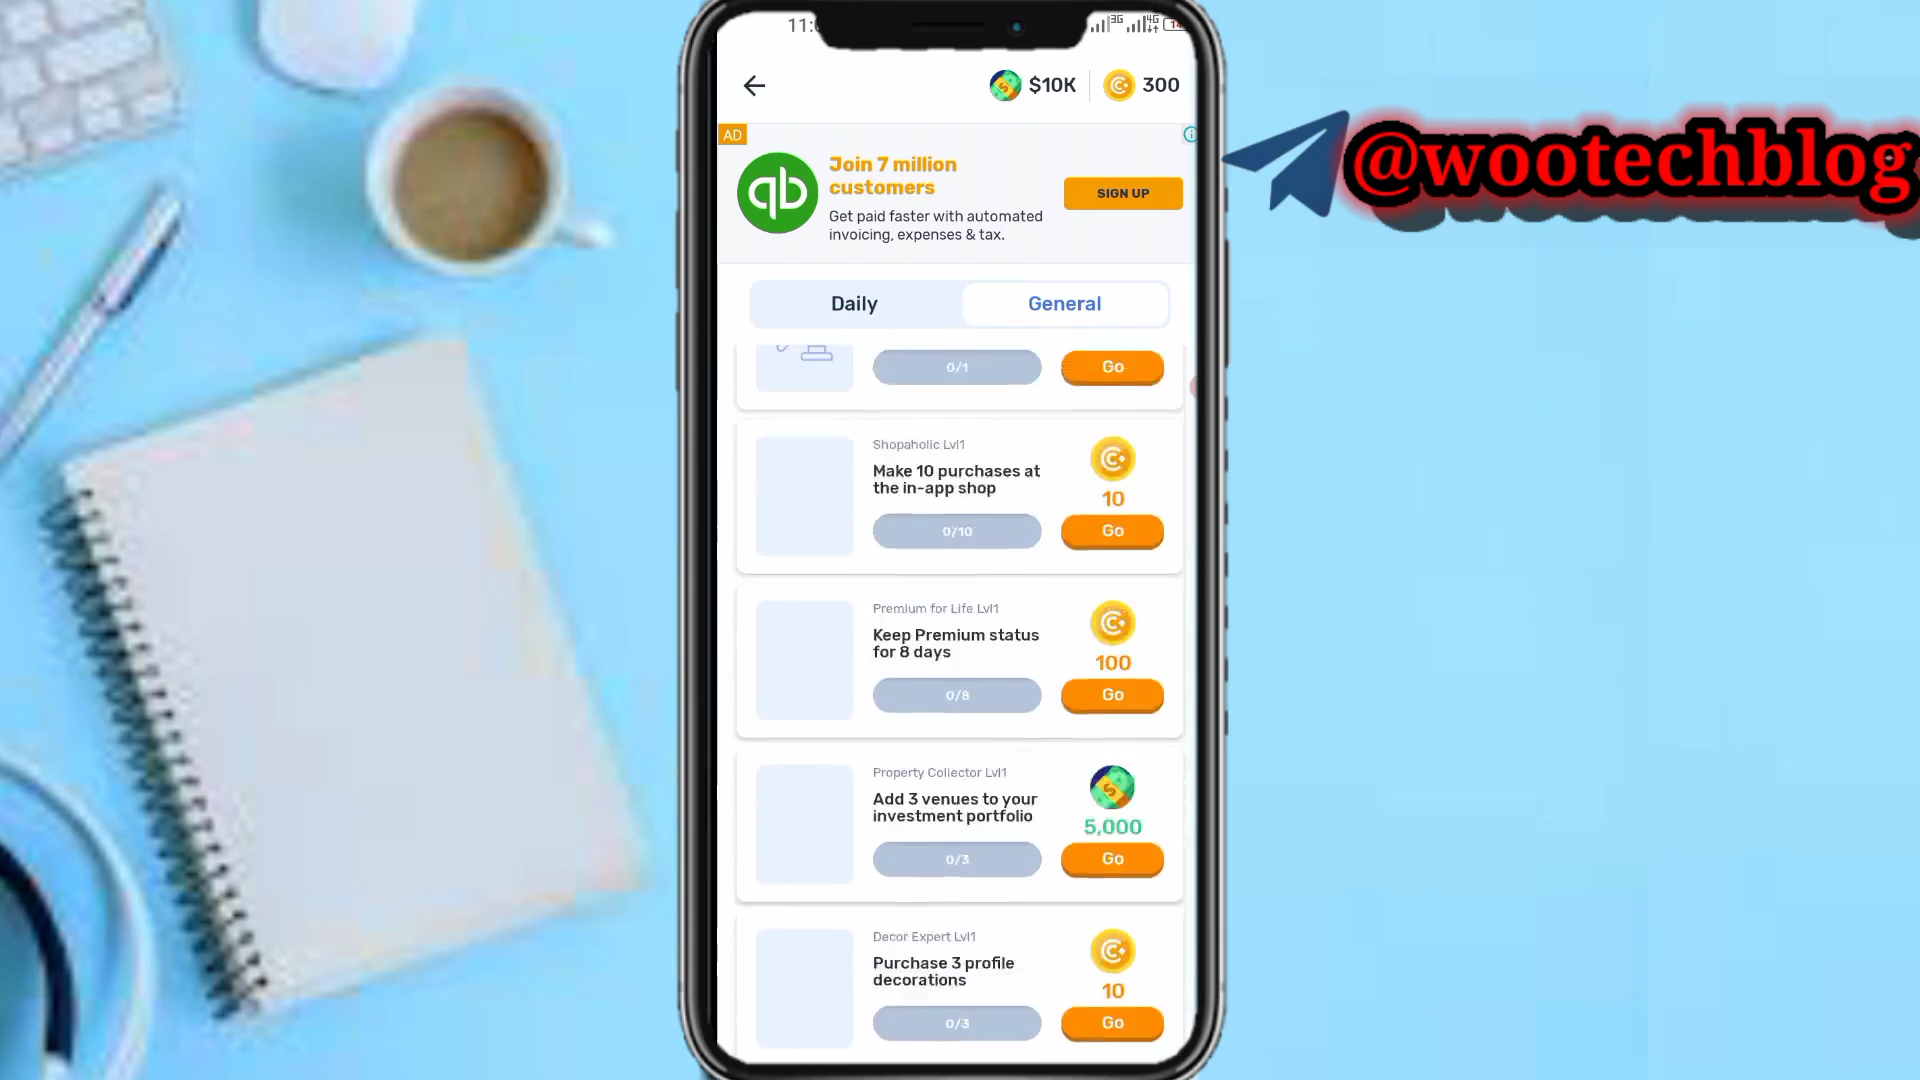 11:0
3G
4G
14
$10K
300
AD
Join 7 million
customers
Get paid faster with automated
invoicing, expenses & tax.
SIGN UP
qb
@wootechblog
Daily
General
0/1
Go
Shopaholic Lvl1
Make 10 purchases at
the in-app shop
10
0/10
Go
Premium for Life Lvl1
Keep Premium status
for 8 days
100
0/8
Go
Property Collector Lvl1
Add 3 venues to your
investment portfolio
5,000
0/3
Go
Decor Expert Lvl1
Purchase 3 profile
decorations
10
0/3
Go